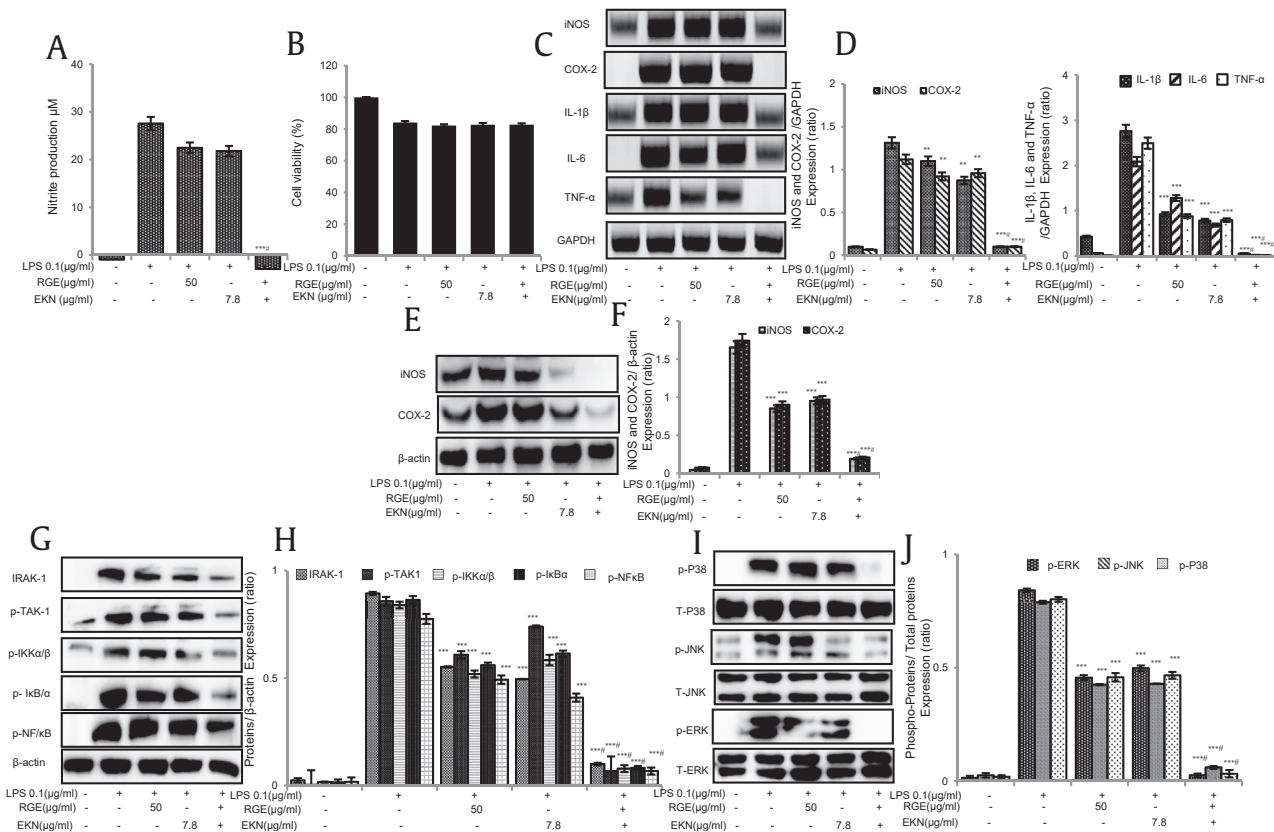 A
Nitrite production µM
40
30
20
10
0
***#
LPS 0.1(µg/ml) - + + + +
RGE(µg/ml) - - 50 - +
EKN (µg/ml) - - - 7.8 +
B
Cell viability (%)
120
100
80
60
40
20
0
LPS 0.1(µg/ml) - + + + +
RGE(µg/ml) - - 50 - +
EKN (µg/ml) - - - 7.8 +
C
iNOS
COX-2
IL-1β
IL-6
TNF-α
GAPDH
LPS 0.1(µg/ml) - + + + +
RGE(µg/ml) - - 50 - +
EKN(µg/ml) - - - 7.8 +
D
iNOS and COX-2 /GAPDH
Expression (ratio)
iNOS COX-2
2
1.5
1
0.5
0
** ** ** **
***# ***#
LPS 0.1(µg/ml) - + + + +
RGE(µg/ml) - - 50 - +
EKN(µg/ml) - - - 7.8 +
IL-1β, IL-6 and TNF-α
/GAPDH Expression (ratio)
IL-1β IL-6 TNF-α
4
3
2
1
0
*** *** ***
*** *** ***
***# ***# ***#
LPS 0.1(µg/ml) - + + + +
RGE(µg/ml) - - 50 - +
EKN(µg/ml) - - - 7.8 +
E
iNOS
COX-2
β-actin
LPS 0.1(µg/ml) - + + + +
RGE(µg/ml) - - 50 - +
EKN(µg/ml) - - - 7.8 +
F
iNOS and COX-2/ β-actin
Expression (ratio)
iNOS COX-2
2
1.5
1
0.5
0
*** ***
*** ***
***# ***#
LPS 0.1(µg/ml) - + + + +
RGE(µg/ml) - - 50 - +
EKN(µg/ml) - - - 7.8 +
G
IRAK-1
p-TAK-1
p-IKKα/β
p- IκB/α
p-NF/κB
β-actin
LPS 0.1(µg/ml) - + + + +
RGE(µg/ml) - - 50 - +
EKN(µg/ml) - - - 7.8 +
H
Proteins/ β-actin Expression (ratio)
IRAK-1 p-TAK1 p-IKKα/β p-IκBα p-NFκB
1
0.5
0
*** *** *** *** ***
*** *** *** *** ***
***# ***# ***# ***# ***#
LPS 0.1(µg/ml) - + + + +
RGE(µg/ml) - - 50 - +
EKN(µg/ml) - - - 7.8 +
I
p-P38
T-P38
p-JNK
T-JNK
p-ERK
T-ERK
LPS 0.1(µg/ml) - + + + +
RGE(µg/ml) - - 50 - +
EKN(µg/ml) - - - 7.8 +
J
Phospho-Proteins/ Total proteins
Expression (ratio)
p-ERK p-JNK p-P38
1
0.5
0
*** *** ***
*** *** ***
***# ***# ***#
LPS 0.1(µg/ml) - + + + +
RGE(µg/ml) - - 50 - +
EKN(µg/ml) - - - 7.8 +